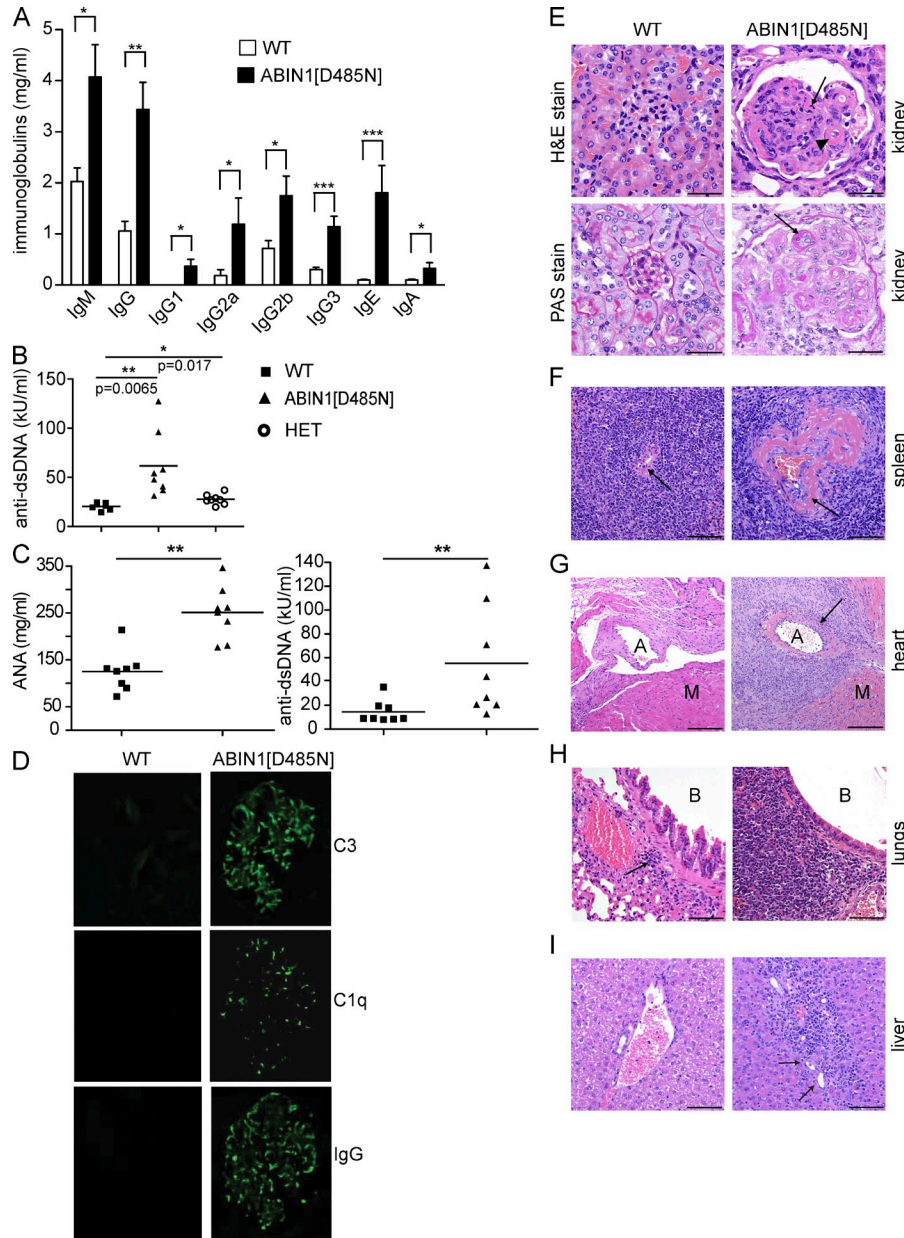 A
immunoglobulins (mg/ml)
5
4
3
2
1
0
WT
ABIN1[D485N]
*
**
*
*
*
***
***
*
IgM
IgG
IgG1
IgG2a
IgG2b
IgG3
IgE
IgA
B
anti-dsDNA (kU/ml)
150
100
50
0
*
**
p=0.017
p=0.0065
WT
ABIN1[D485N]
HET
C
ANA (mg/ml)
350
250
150
50
0
**
anti-dsDNA (kU/ml)
140
120
100
80
60
40
20
0
**
D
WT ABIN1[D485N]
C3
C1q
IgG
E
WT ABIN1[D485N]
H&E stain
kidney
PAS stain
kidney
F
spleen
G
A
M
A
M
heart
H
B
B
lungs
I
liver